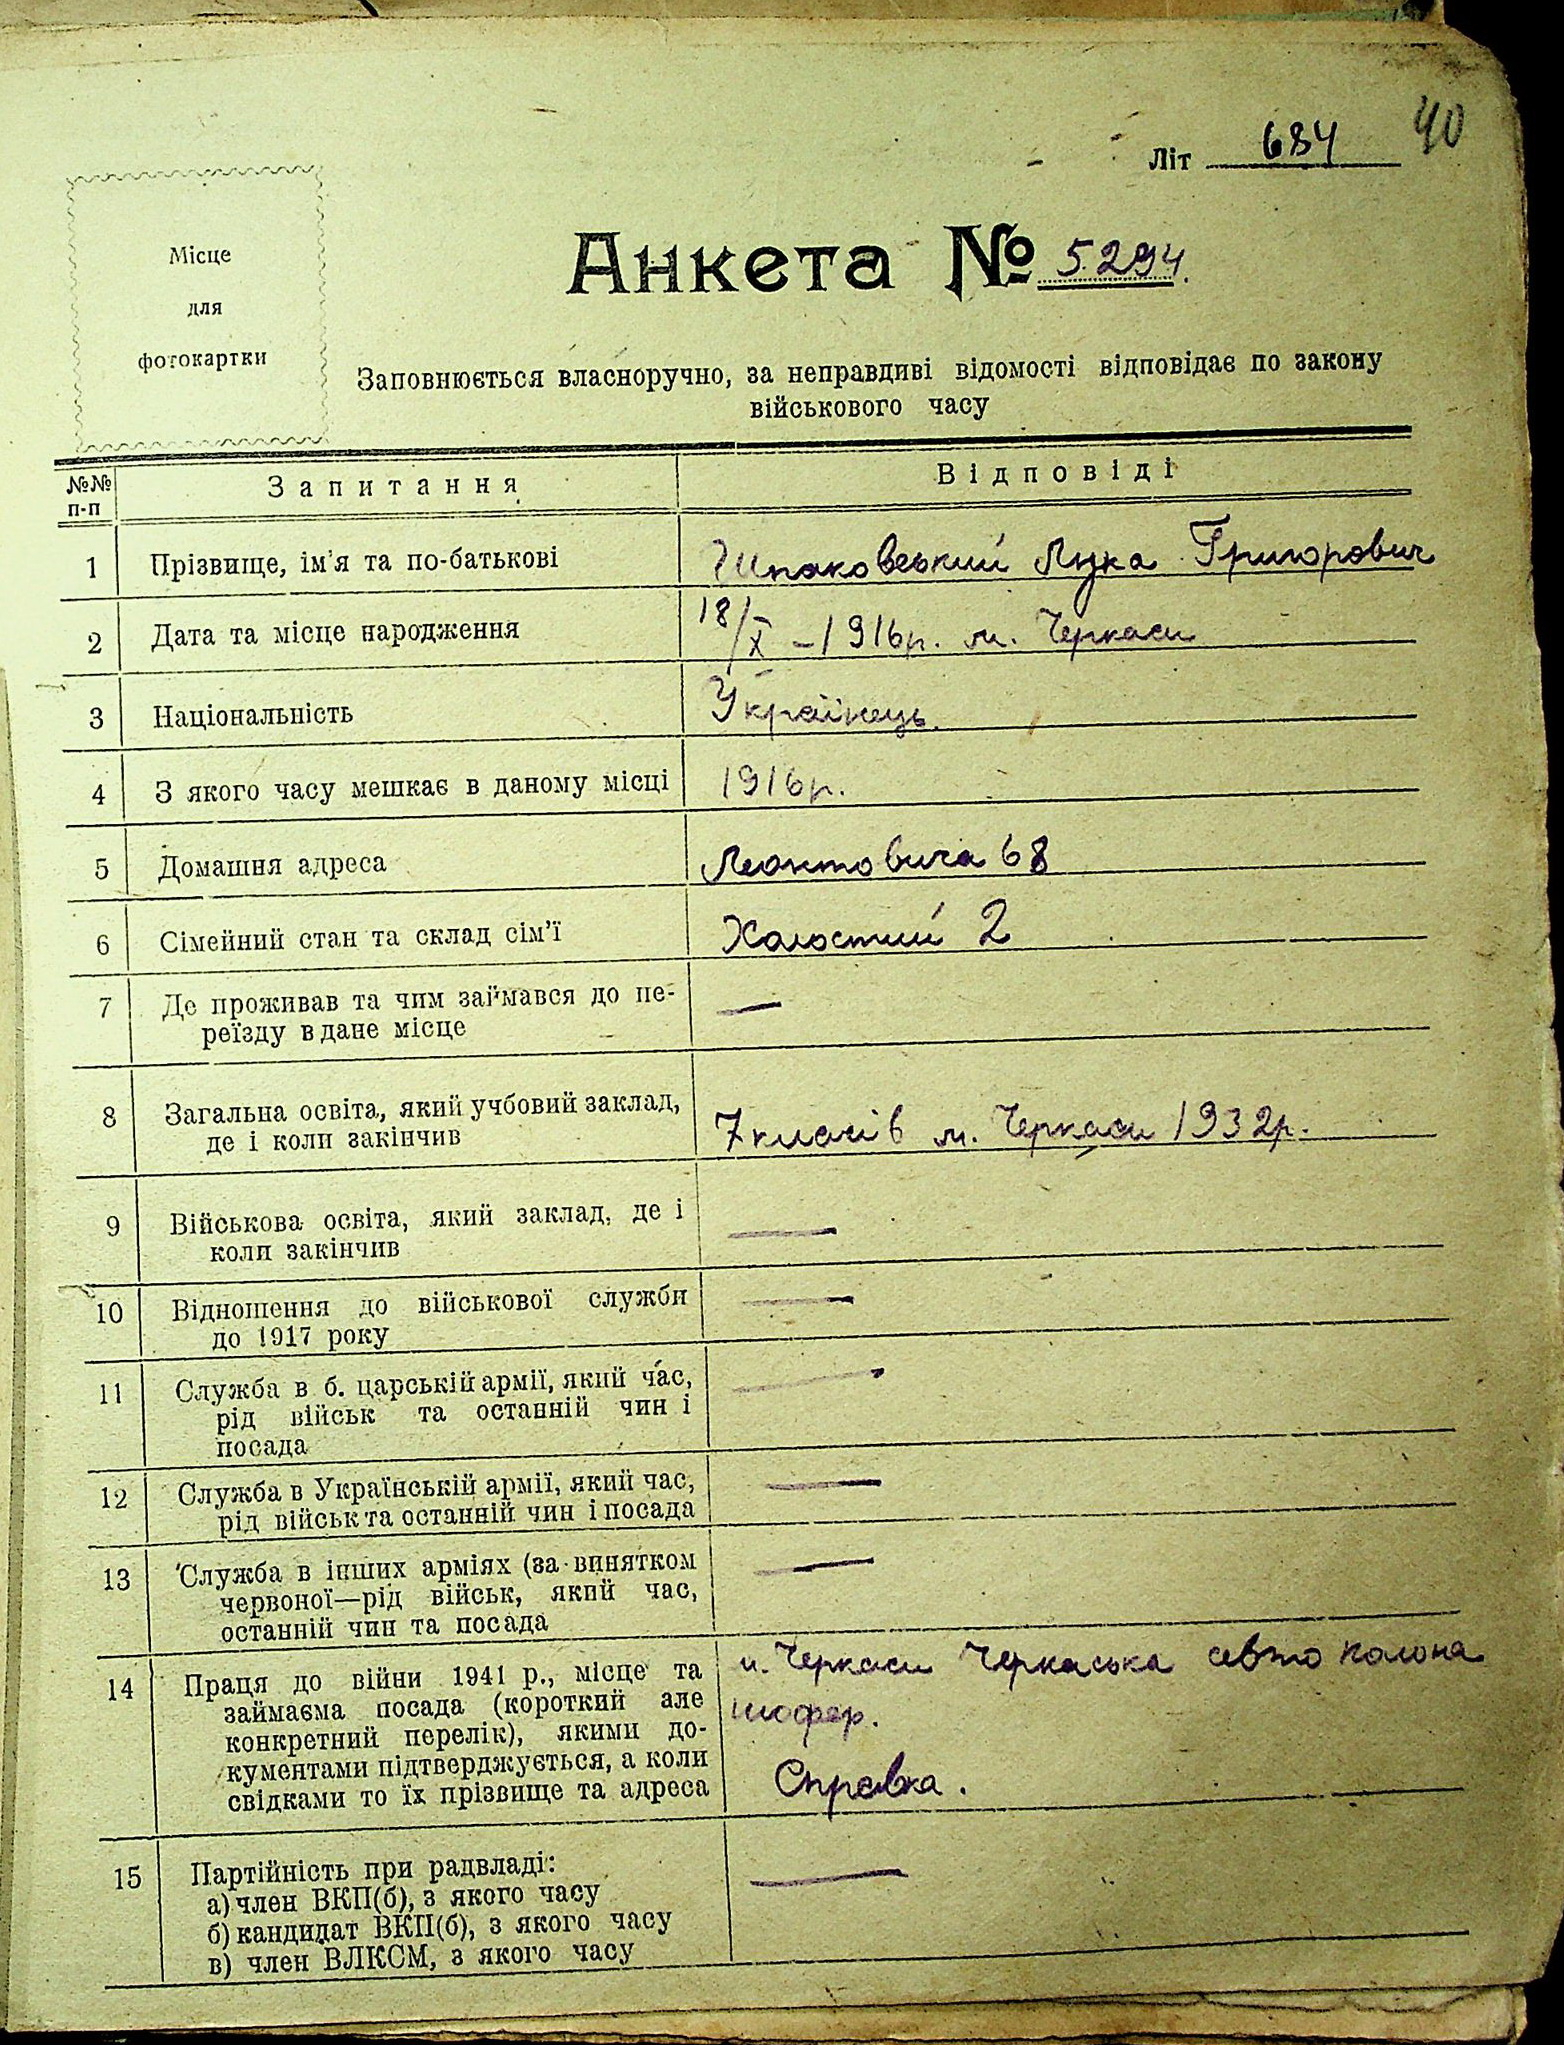 40
Літ 684
Місце
для
фотокартки
Анкета № 5294.
Заповнюється власноручно, за неправдиві відомості відповідає по закону
військового часу
№№ п-п Запитання Відповіді
1 Прізвище, ім'я та по-батькові Шпаковський Лука Григорович
2 Дата та місце народження 18/X – 1916р. м. Черкаси
3 Національність Українець.
4 З якого часу мешкає в даному місці 1916р.
5 Домашня адреса Леонтовича 68
6 Сімейний стан та склад сім'ї Холостий 2
7 Де проживав та чим займався до пе- —
реїзду в дане місце
8 Загальна освіта, який учбовий заклад,
де і коли закінчив 7 класів м. Черкаси 1932р.
9 Військова освіта, який заклад, де і —
коли закінчив
10 Відношення до військової служби —
до 1917 року
11 Служба в б. царській армії, який час, —
рід військ та останній чин і
посада
12 Служба в Українській армії, який час, —
рід військ та останній чин і посада
13 Служба в інших арміях (за винятком —
червоної—рід військ, який час,
останній чин та посада
14 Праця до війни 1941 р., місце та м. Черкаси Черкаська авто колона
займаєма посада (короткий але шофер.
конкретний перелік), якими до-
кументами підтверджується, а коли Справка.
свідками то їх прізвище та адреса
15 Партійність при радвладі: —
а) член ВКП(б), з якого часу
б) кандидат ВКП(б), з якого часу
в) член ВЛКСМ, з якого часу